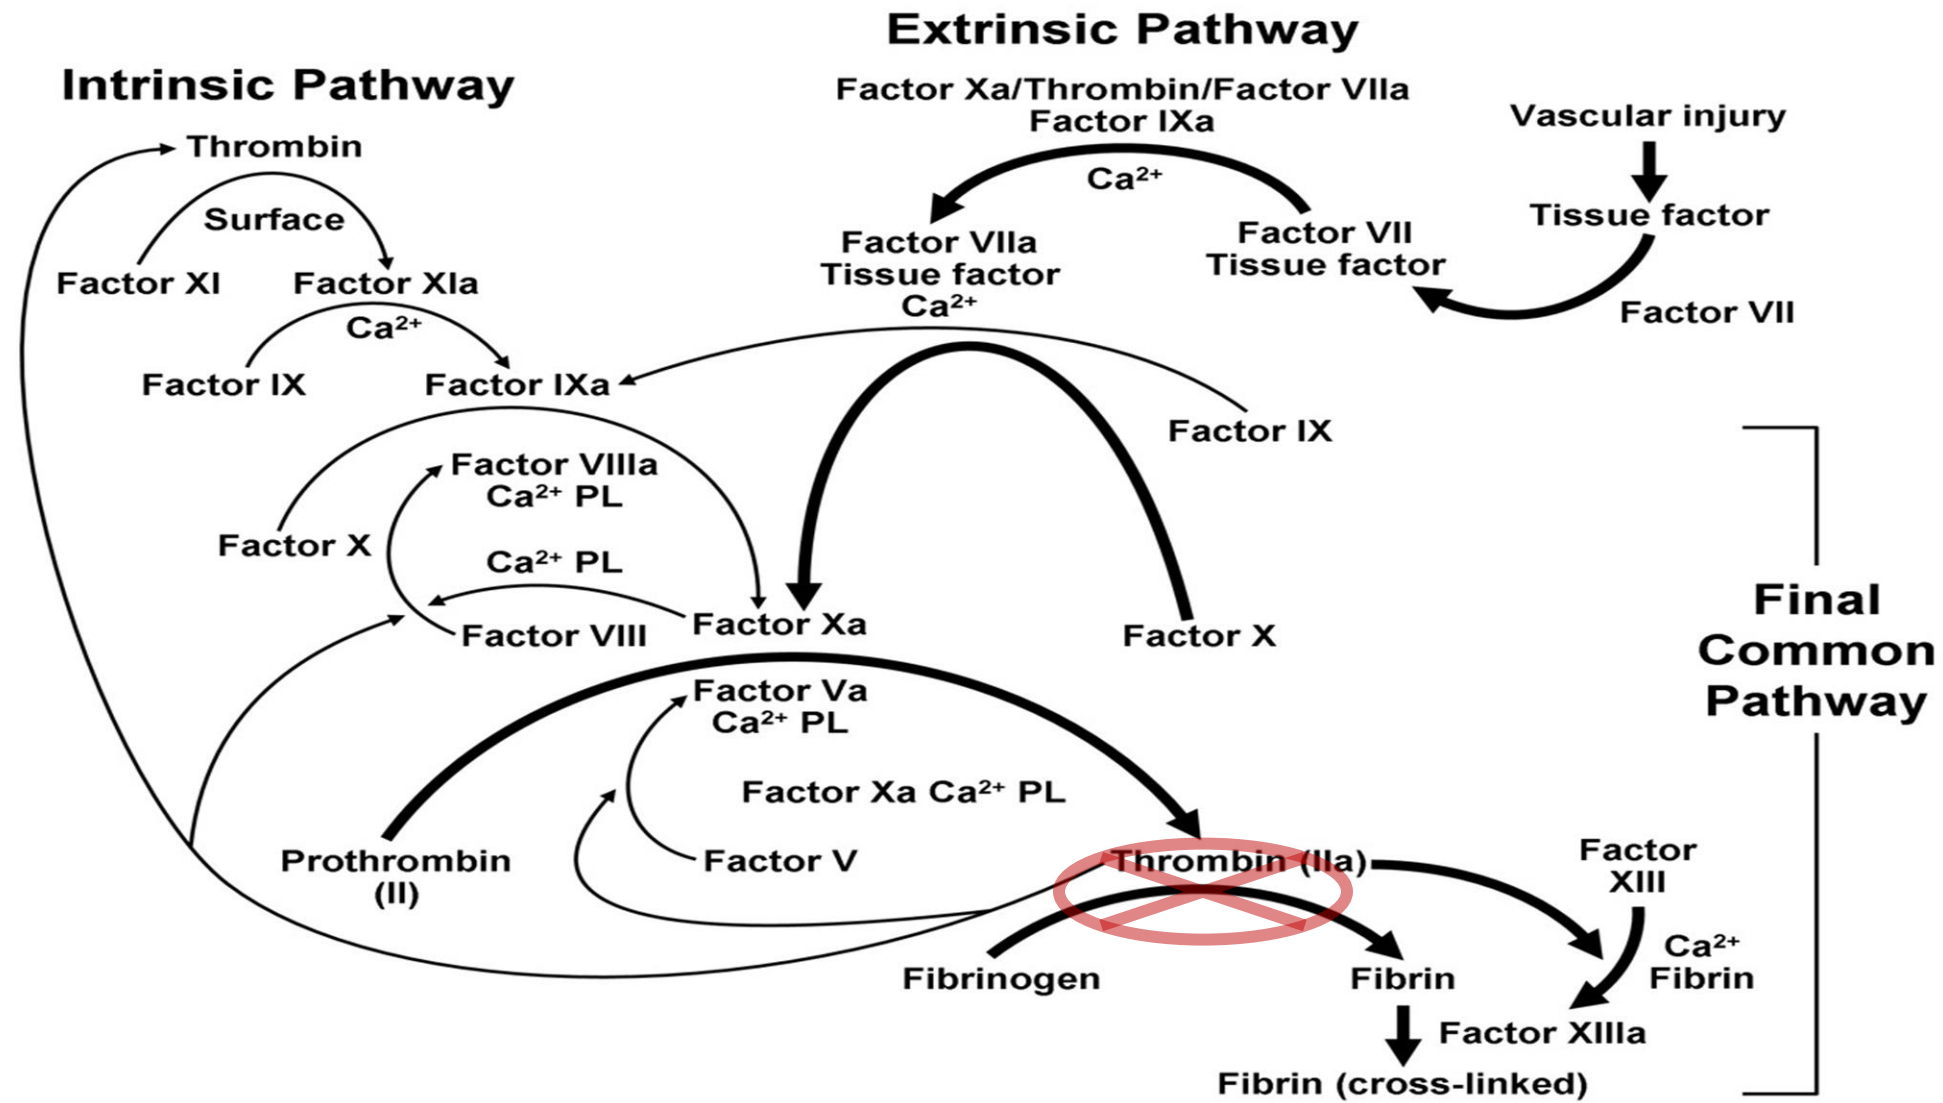 Extrinsic Pathway
Intrinsic Pathway
Factor Xa/Thrombin/Factor VIIa
Factor IXa
Ca²⁺
Vascular injury
Tissue factor
Factor VII
Factor VII
Tissue factor
Factor VIIa
Tissue factor
Ca²⁺
Thrombin
Surface
Factor XI
Factor XIa
Ca²⁺
Factor IX
Factor IXa
Factor IX
Factor VIIIa
Ca²⁺ PL
Factor X
Ca²⁺ PL
Factor VIII
Factor Xa
Factor X
Factor Va
Ca²⁺ PL
Factor Xa Ca²⁺ PL
Prothrombin
(II)
Factor V
Thrombin (IIa)
Factor
XIII
Ca²⁺
Fibrin
Fibrinogen
Fibrin
Factor XIIIa
Fibrin (cross-linked)
Final
Common
Pathway